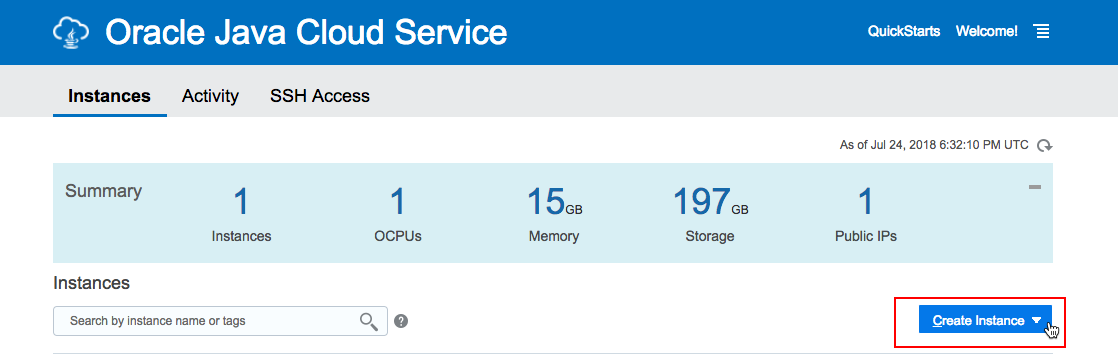 Oracle Java Cloud Service
QuickStarts Welcome!
Instances Activity SSH Access
As of Jul 24, 2018 6:32:10 PM UTC
Summary
1 1 15GB 197GB 1
Instances OCPUs Memory Storage Public IPs
Instances
Search by instance name or tags ?
Create Instance